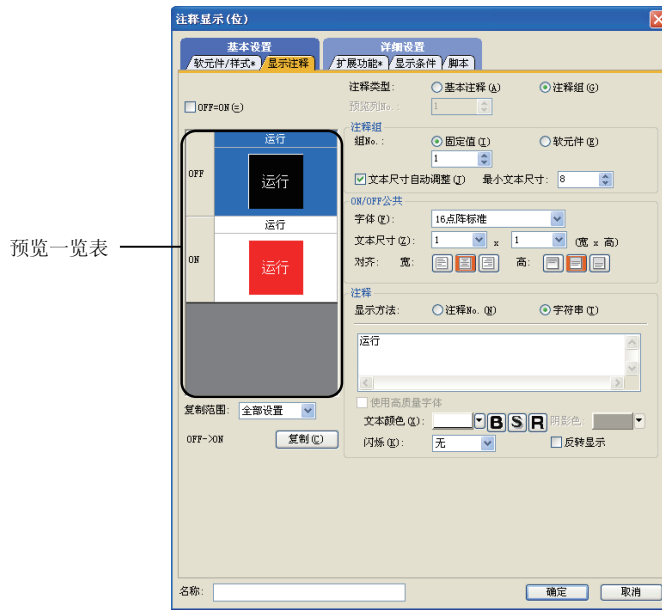 注释显示(位)
基本设置 详细设置
软元件/样式* 显示注释 扩展功能* 显示条件 脚本
注释类型: 基本注释(A) 注释组(G)
OFF=ON(=) 预览列No.: 1
注释组
运行
组No.: 固定值(I) 软元件(E)
1
OFF 运行
文本尺寸自动调整(J) 最小文本尺寸: 8
ON/OFF公共
运行
字体(F): 16点阵标准
文本尺寸(Z): 1 x 1 (宽 x 高)
预览一览表
ON 运行
对齐: 宽: 高:
注释
显示方法: 注释No.(N) 字符串(T)
运行
复制范围: 全部设置
使用高质量字体
文本颜色(X): B S R 阴影色:
OFF->ON 复制(C)
闪烁(K): 无 反转显示
名称: 确定 取消